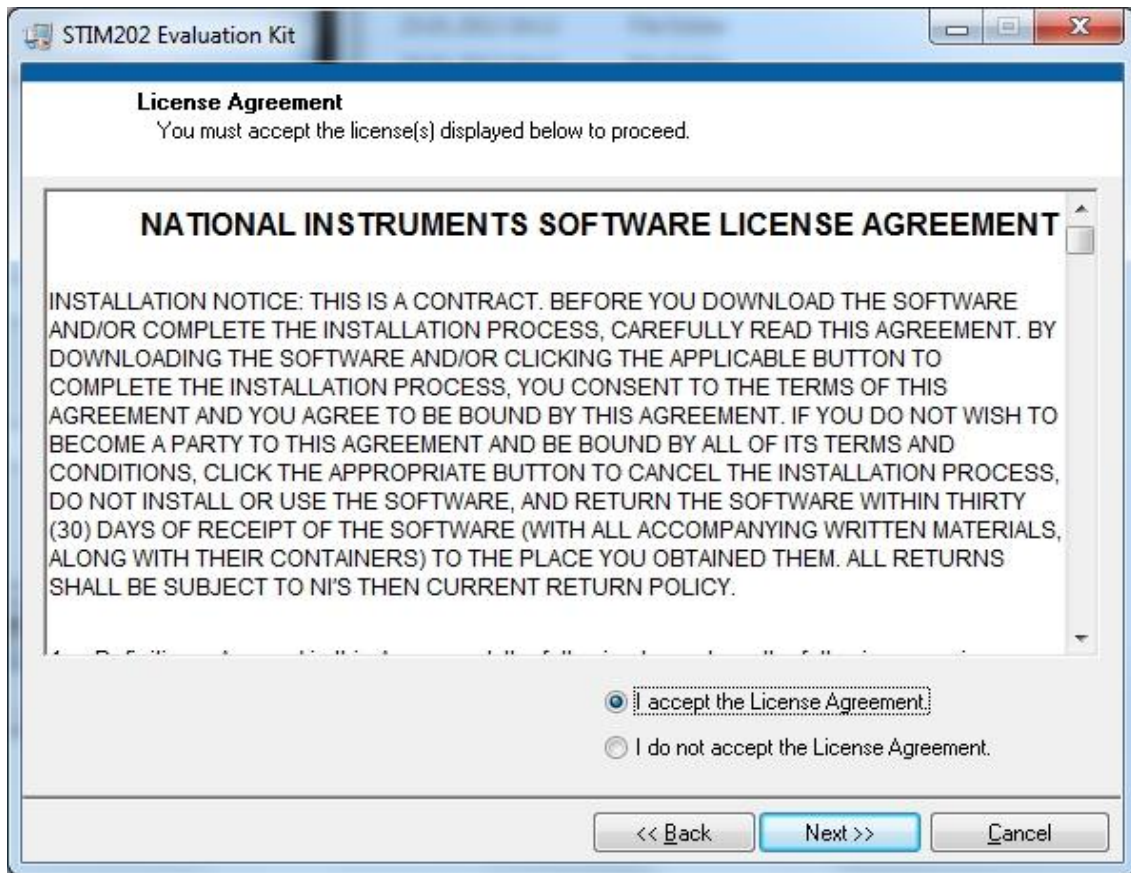 STIM202 Evaluation Kit
License Agreement
You must accept the license(s) displayed below to proceed.
NATIONAL INSTRUMENTS SOFTWARE LICENSE AGREEMENT
INSTALLATION NOTICE: THIS IS A CONTRACT. BEFORE YOU DOWNLOAD THE SOFTWARE
AND/OR COMPLETE THE INSTALLATION PROCESS, CAREFULLY READ THIS AGREEMENT. BY
DOWNLOADING THE SOFTWARE AND/OR CLICKING THE APPLICABLE BUTTON TO
COMPLETE THE INSTALLATION PROCESS, YOU CONSENT TO THE TERMS OF THIS
AGREEMENT AND YOU AGREE TO BE BOUND BY THIS AGREEMENT. IF YOU DO NOT WISH TO
BECOME A PARTY TO THIS AGREEMENT AND BE BOUND BY ALL OF ITS TERMS AND
CONDITIONS, CLICK THE APPROPRIATE BUTTON TO CANCEL THE INSTALLATION PROCESS,
DO NOT INSTALL OR USE THE SOFTWARE, AND RETURN THE SOFTWARE WITHIN THIRTY
(30) DAYS OF RECEIPT OF THE SOFTWARE (WITH ALL ACCOMPANYING WRITTEN MATERIALS,
ALONG WITH THEIR CONTAINERS) TO THE PLACE YOU OBTAINED THEM. ALL RETURNS
SHALL BE SUBJECT TO NI'S THEN CURRENT RETURN POLICY.
I accept the License Agreement.
I do not accept the License Agreement.
<< Back
Next >>
Cancel